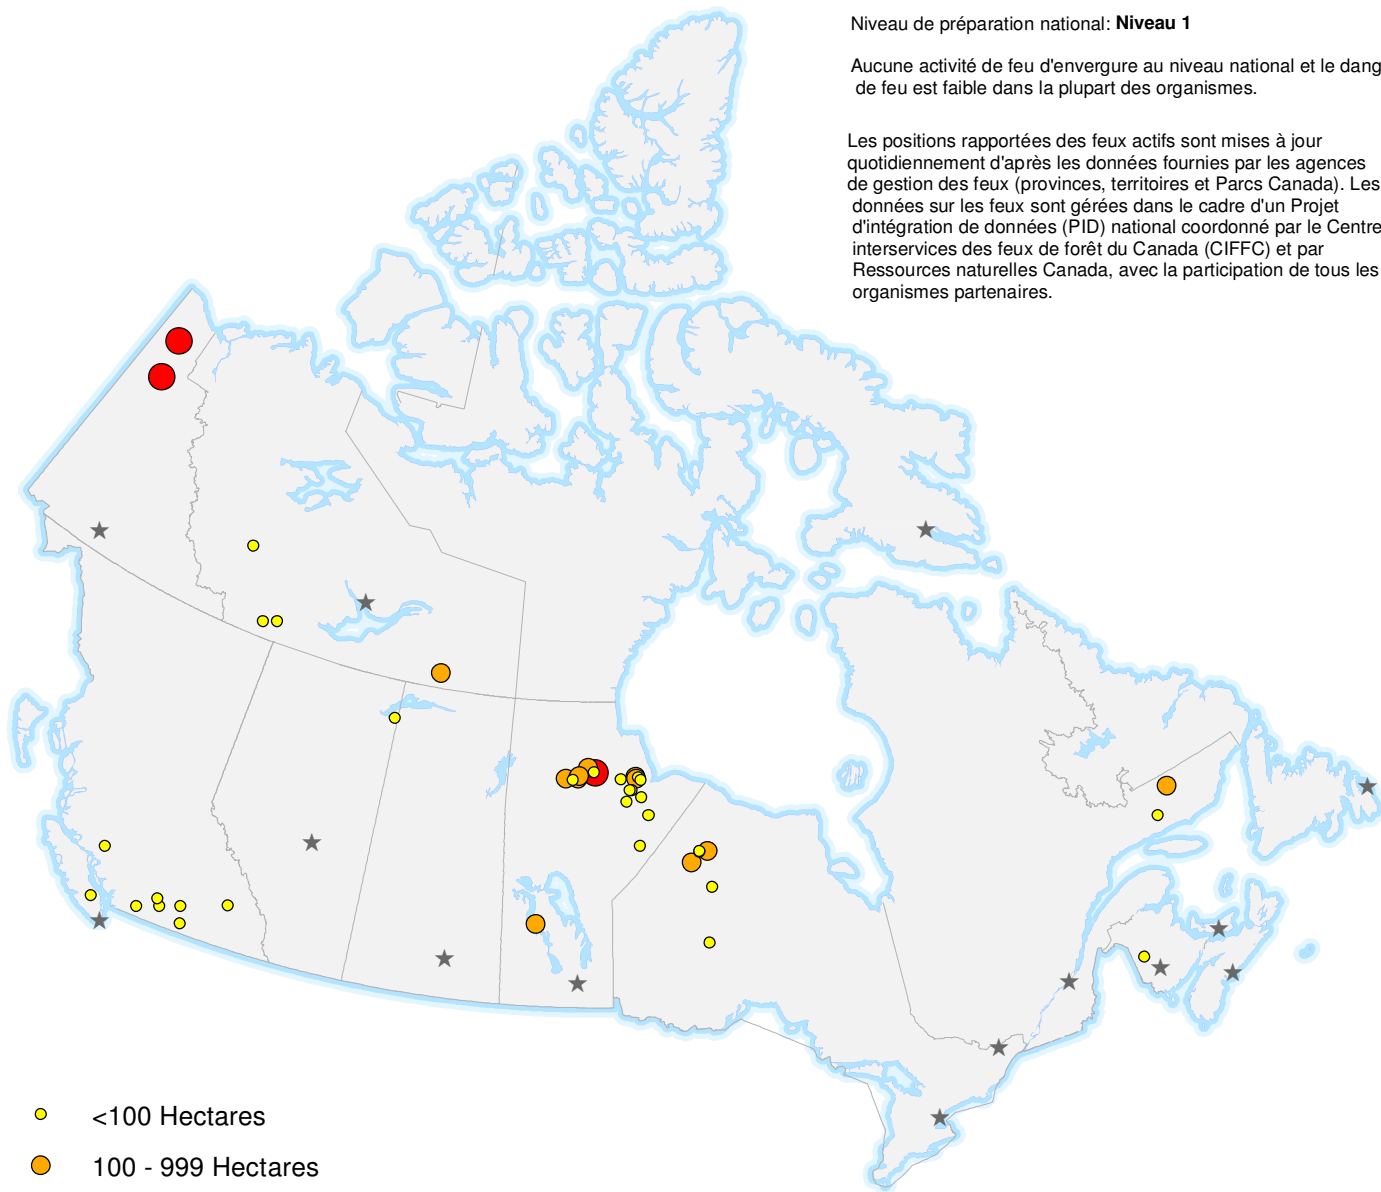 Niveau de préparation national: Niveau 1
Aucune activité de feu d'envergure au niveau national et le dang
de feu est faible dans la plupart des organismes.
Les positions rapportées des feux actifs sont mises à jour
quotidiennement d'après les données fournies par les agences
de gestion des feux (provinces, territoires et Parcs Canada). Les
données sur les feux sont gérées dans le cadre d'un Projet
d'intégration de données (PID) national coordonné par le Centre
interservices des feux de forêt du Canada (CIFFC) et par
Ressources naturelles Canada, avec la participation de tous les
organismes partenaires.
<100 Hectares
100 - 999 Hectares